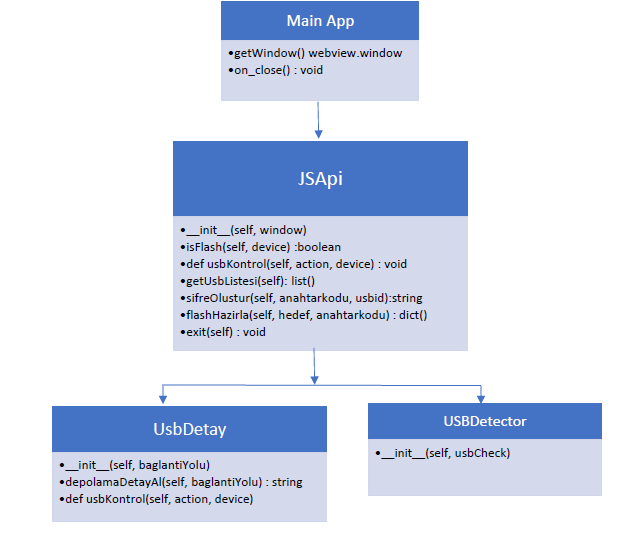 Main App
•getWindow() webview.window
•on_close() : void
JSApi
•__init__(self, window)
•isFlash(self, device) :boolean
•def usbKontrol(self, action, device) : void
•getUsbListesi(self): list()
•sifreOlustur(self, anahtarkodu, usbid):string
•flashHazirla(self, hedef, anahtarkodu) : dict()
•exit(self) : void
UsbDetay
•__init__(self, baglantiYolu)
•depolamaDetayAl(self, baglantiYolu) : string
•def usbKontrol(self, action, device)
USBDetector
•__init__(self, usbCheck)